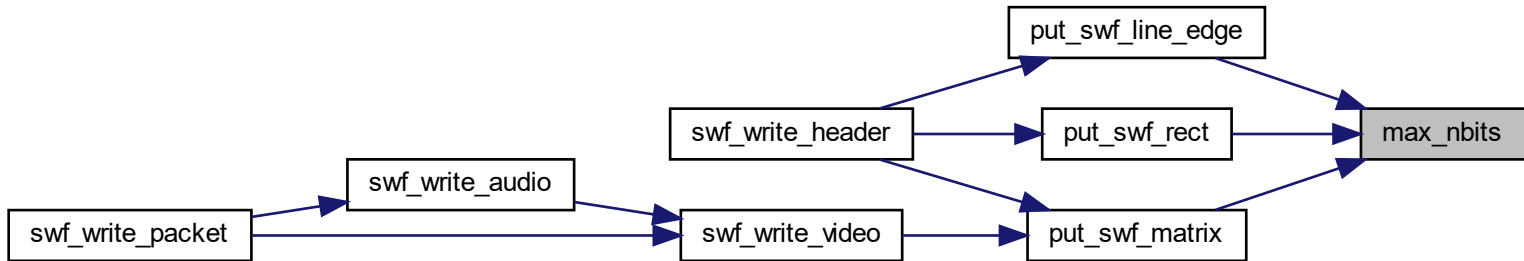 put_swf_line_edge
swf_write_header
put_swf_rect
max_nbits
swf_write_audio
swf_write_packet
swf_write_video
put_swf_matrix